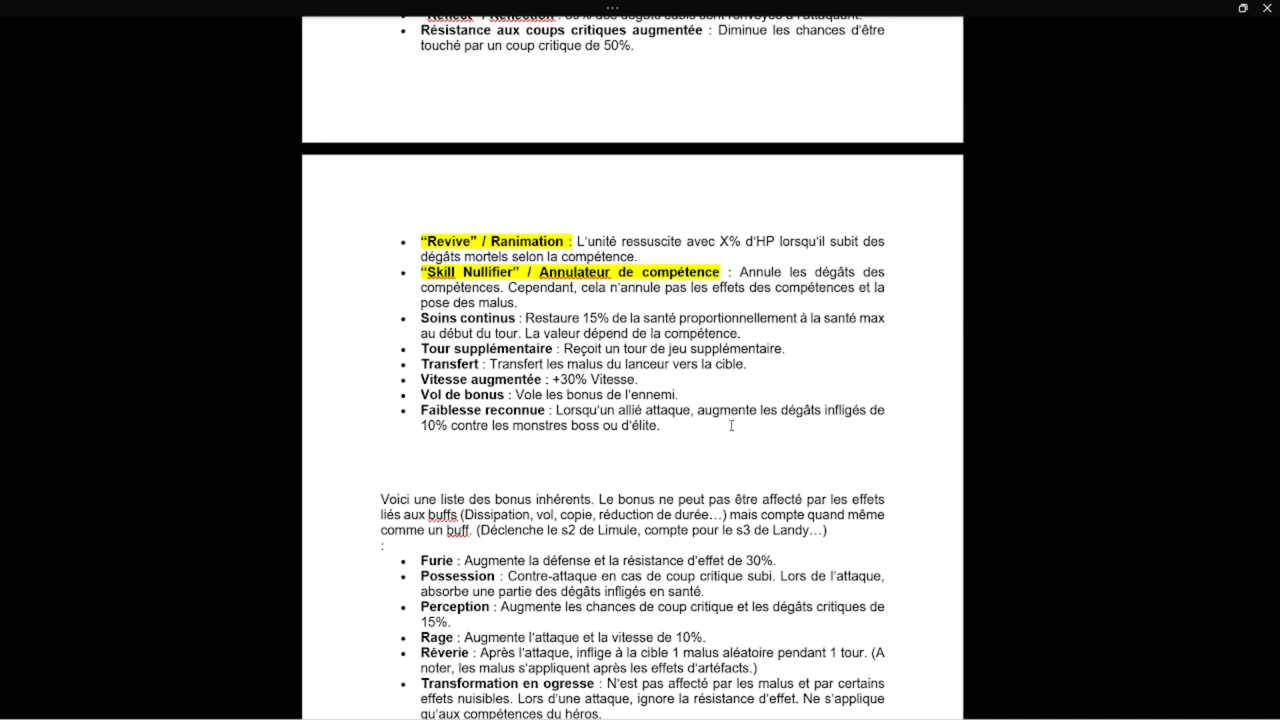 “Reflect” / Réflection : 30% des dégâts subis sont renvoyés à l’attaquant.
• Résistance aux coups critiques augmentée : Diminue les chances d’être
touché par un coup critique de 50%.
• “Revive” / Ranimation : L’unité ressuscite avec X% d’HP lorsqu’il subit des
dégâts mortels selon la compétence.
• “Skill Nullifier” / Annulateur de compétence : Annule les dégâts des
compétences. Cependant, cela n’annule pas les effets des compétences et la
pose des malus.
• Soins continus : Restaure 15% de la santé proportionnellement à la santé max
au début du tour. La valeur dépend de la compétence.
• Tour supplémentaire : Reçoit un tour de jeu supplémentaire.
• Transfert : Transfert les malus du lanceur vers la cible.
• Vitesse augmentée : +30% Vitesse.
• Vol de bonus : Vole les bonus de l’ennemi.
• Faiblesse reconnue : Lorsqu’un allié attaque, augmente les dégâts infligés de
10% contre les monstres boss ou d’élite.
Voici une liste des bonus inhérents. Le bonus ne peut pas être affecté par les effets
liés aux buffs (Dissipation, vol, copie, réduction de durée…) mais compte quand même
comme un buff. (Déclenche le s2 de Limule, compte pour le s3 de Landy…)
:
• Furie : Augmente la défense et la résistance d’effet de 30%.
• Possession : Contre-attaque en cas de coup critique subi. Lors de l’attaque,
absorbe une partie des dégâts infligés en santé.
• Perception : Augmente les chances de coup critique et les dégâts critiques de
15%.
• Rage : Augmente l’attaque et la vitesse de 10%.
• Rêverie : Après l’attaque, inflige à la cible 1 malus aléatoire pendant 1 tour. (A
noter, les malus s’appliquent après les effets d’artéfacts.)
• Transformation en ogresse : N’est pas affecté par les malus et par certains
effets nuisibles. Lors d’une attaque, ignore la résistance d’effet. Ne s’applique
qu’aux compétences du héros.